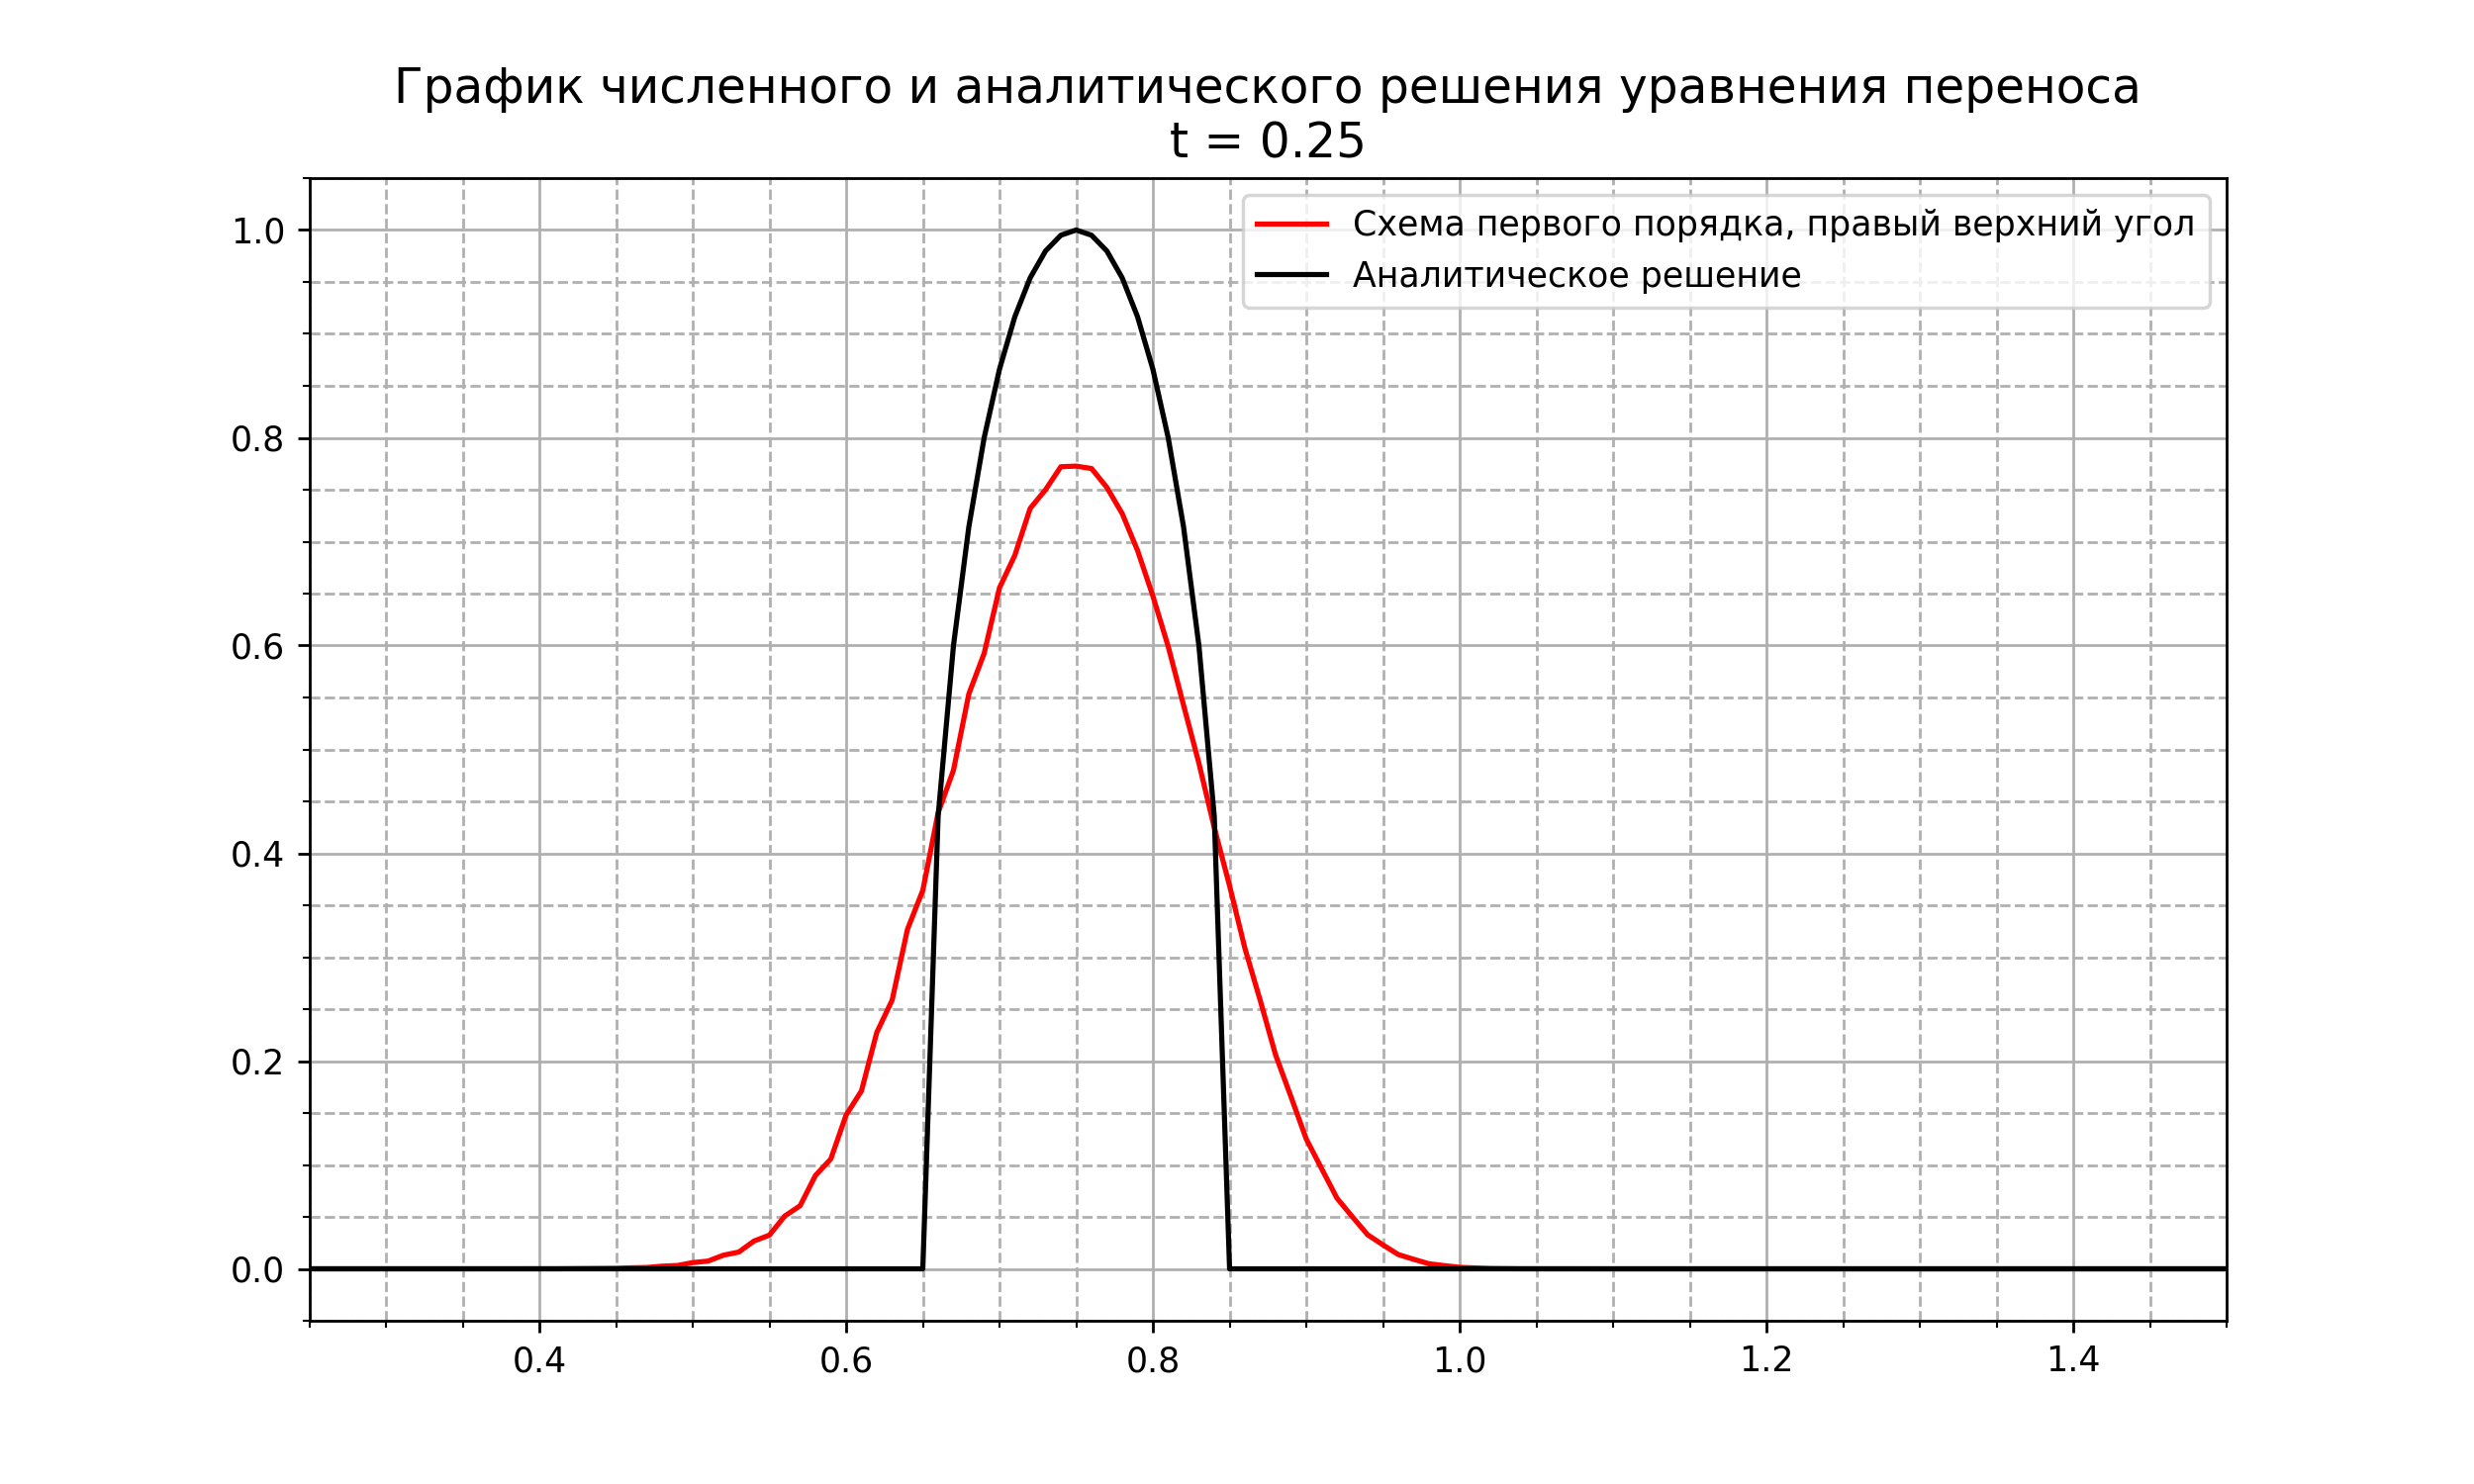 График численного и аналитического решения уравнения переноса
t = 0.25
Схема первого порядка, правый верхний угол
Аналитическое решение
1.0
0.8
0.6
0.4
0.2
0.0
0.4 0.6 0.8 1.0 1.2 1.4